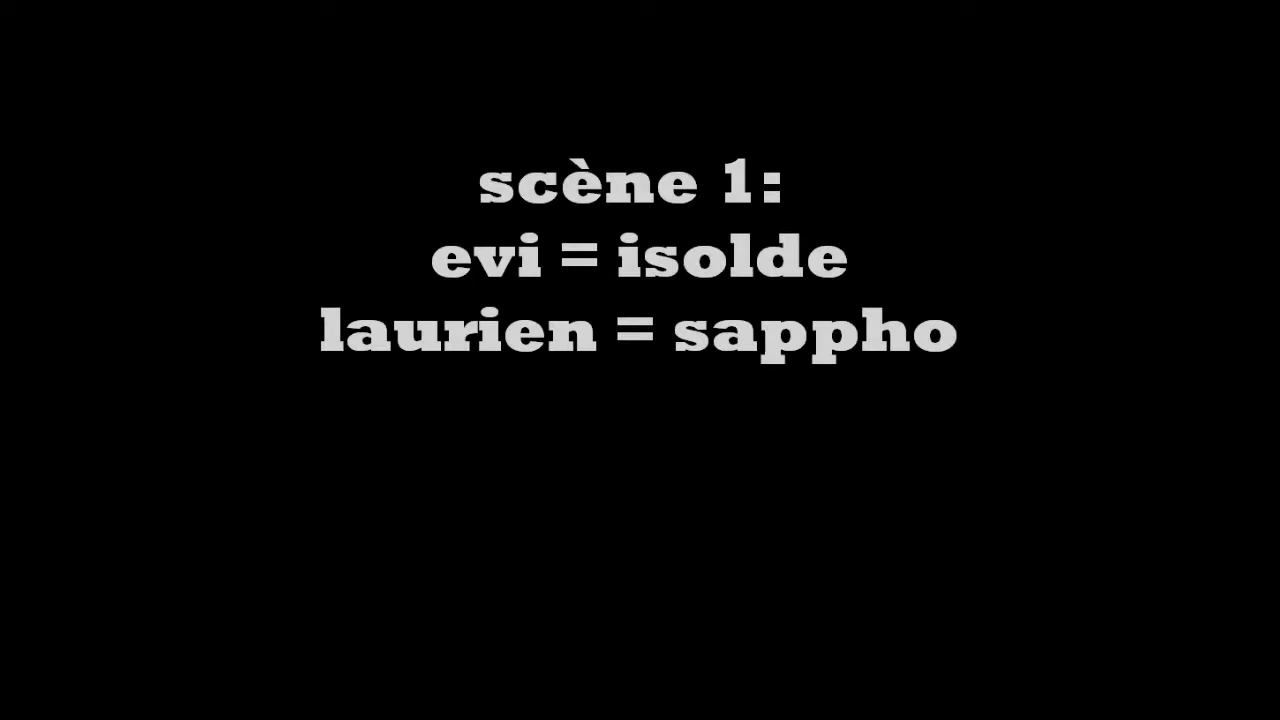 scène 1:
evi = isolde
laurien = sappho